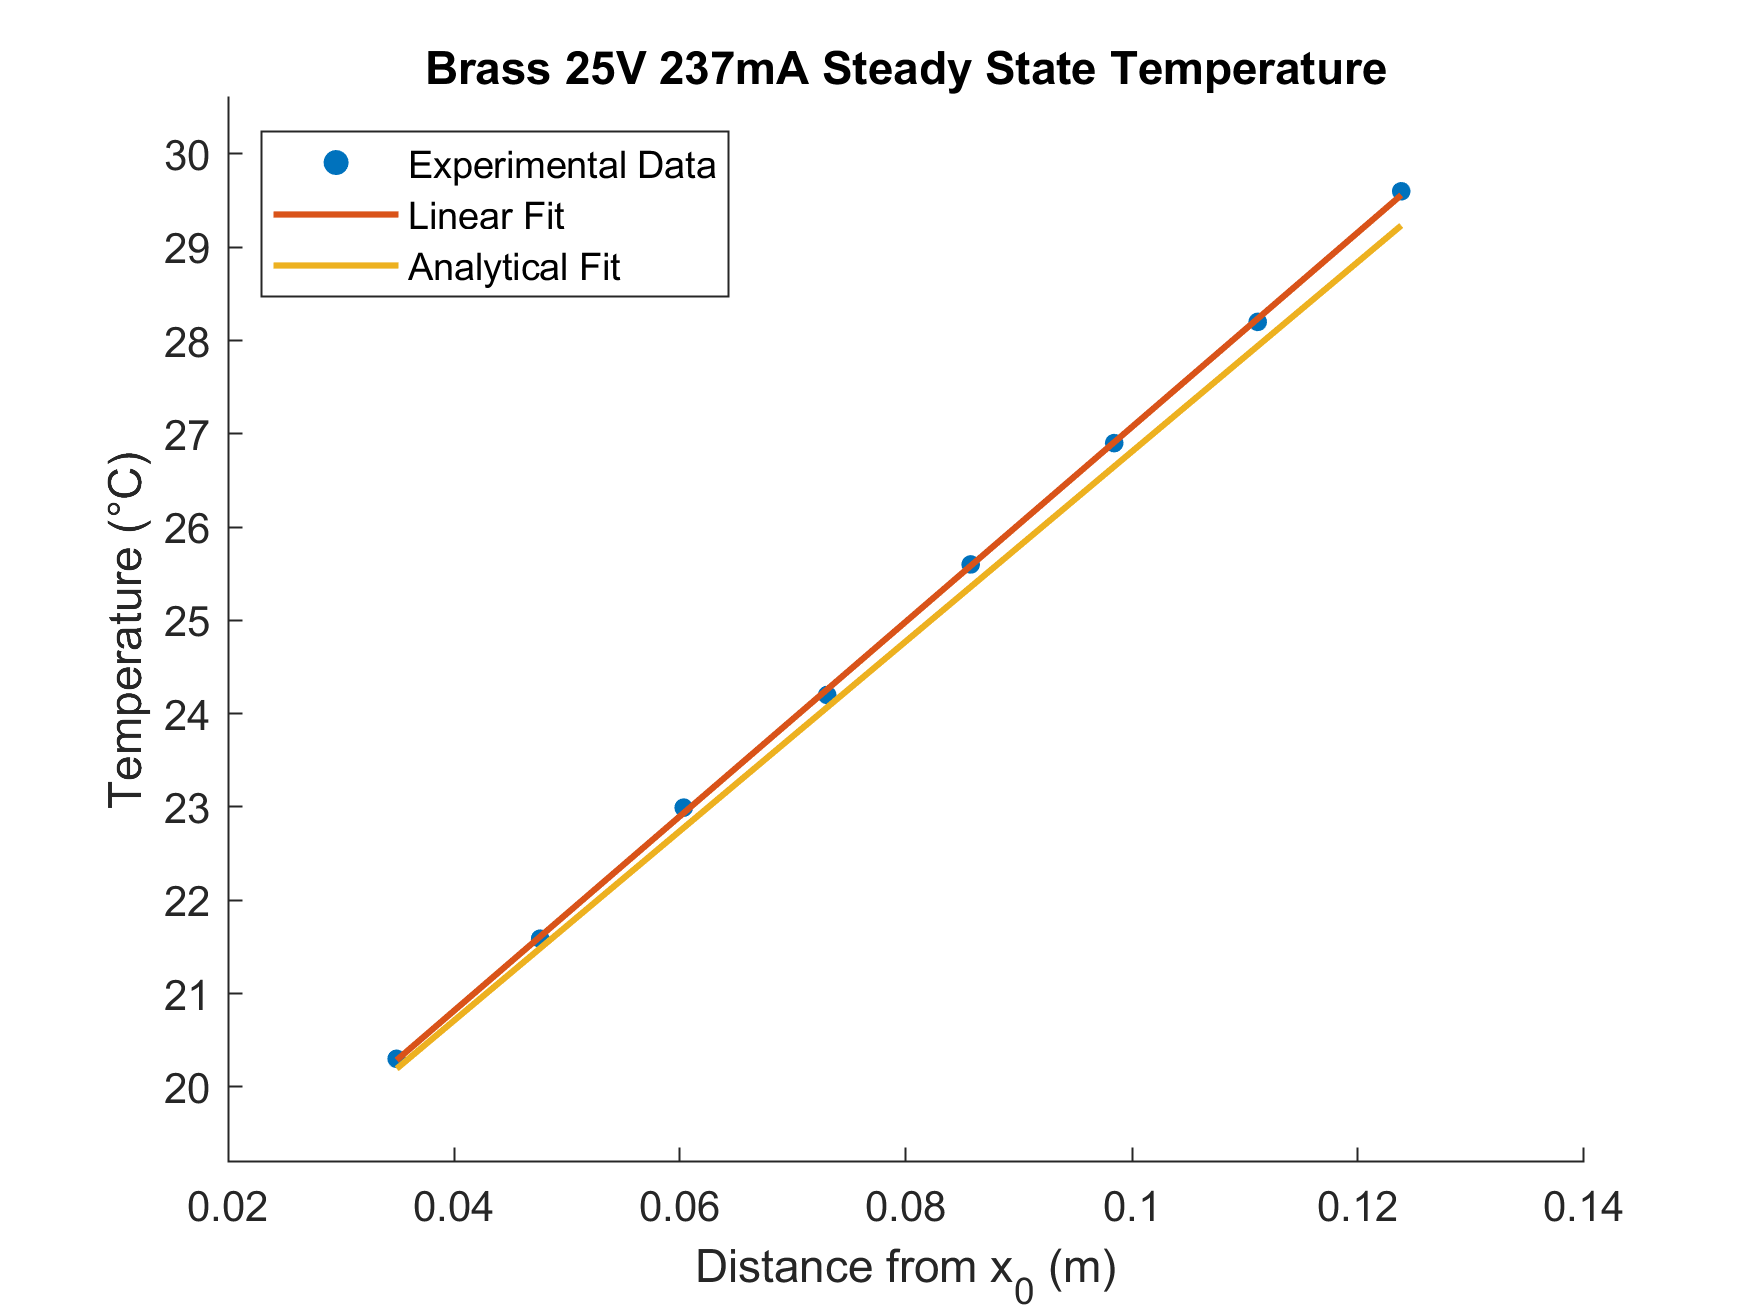 Brass 25V 237mA Steady State Temperature
Experimental Data
Linear Fit
Analytical Fit
30
29
28
27
26
25
24
23
22
21
20
Temperature (°C)
0.02 0.04 0.06 0.08 0.1 0.12 0.14
Distance from x0 (m)